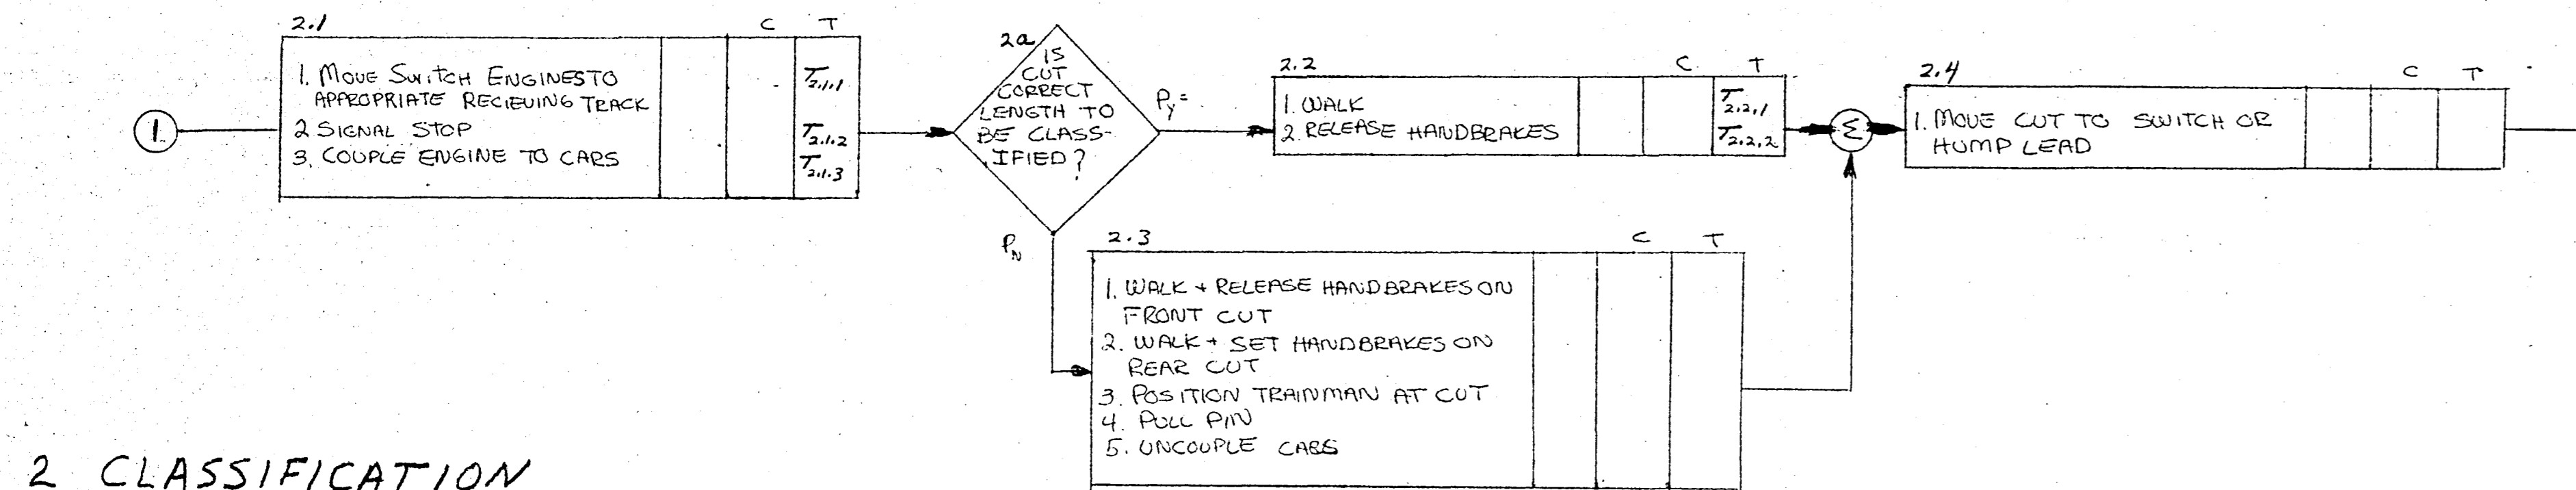 1
2.1 C T
1. MOVE SWITCH ENGINES TO
APPROPRIATE RECIEVING TRACK
2 SIGNAL STOP
3. COUPLE ENGINE TO CARS
T2.1.1
T2.1.2
T2.1.3
2a
IS
CUT
CORRECT
LENGTH TO
BE CLASS-
IFIED?
PY=
PN
2.2 C T
1. WALK
2. RELEASE HANDBRAKES
T2.2.1
T2.2.2
Σ
2.3 C T
1. WALK + RELEASE HANDBRAKES ON
FRONT CUT
2. WALK + SET HANDBRAKES ON
REAR CUT
3. POSITION TRAINMAN AT CUT
4. PULL PIN
5. UNCOUPLE CARS
2.4 C T
1. MOVE CUT TO SWITCH OR
HUMP LEAD
2 CLASSIFICATION